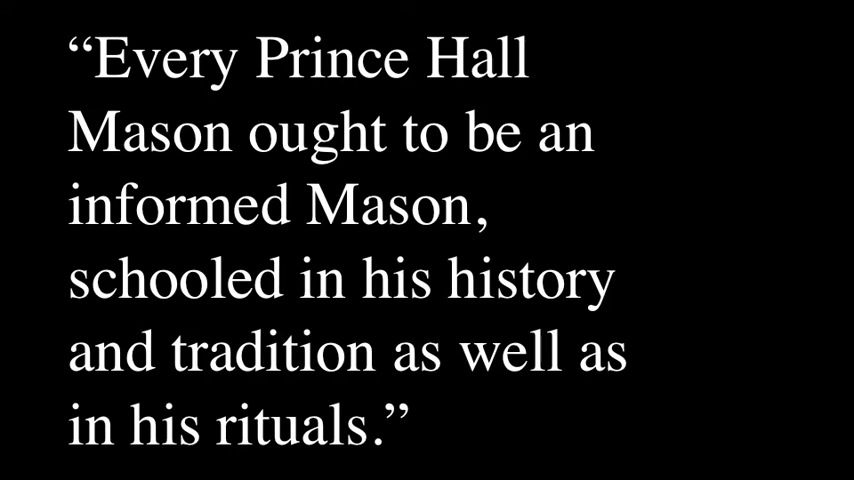 “Every Prince Hall
Mason ought to be an
informed Mason,
schooled in his history
and tradition as well as
in his rituals.”